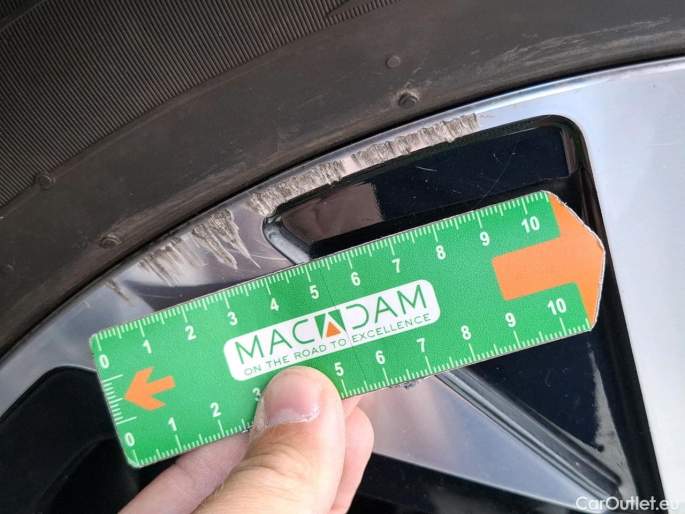 0 1 2 3 4 5 6 7 8 9 10
MACADAM
ON THE ROAD TO EXCELLENCE
0 1 2 3 5 6 7 8 9 10
CarOutlet.eu